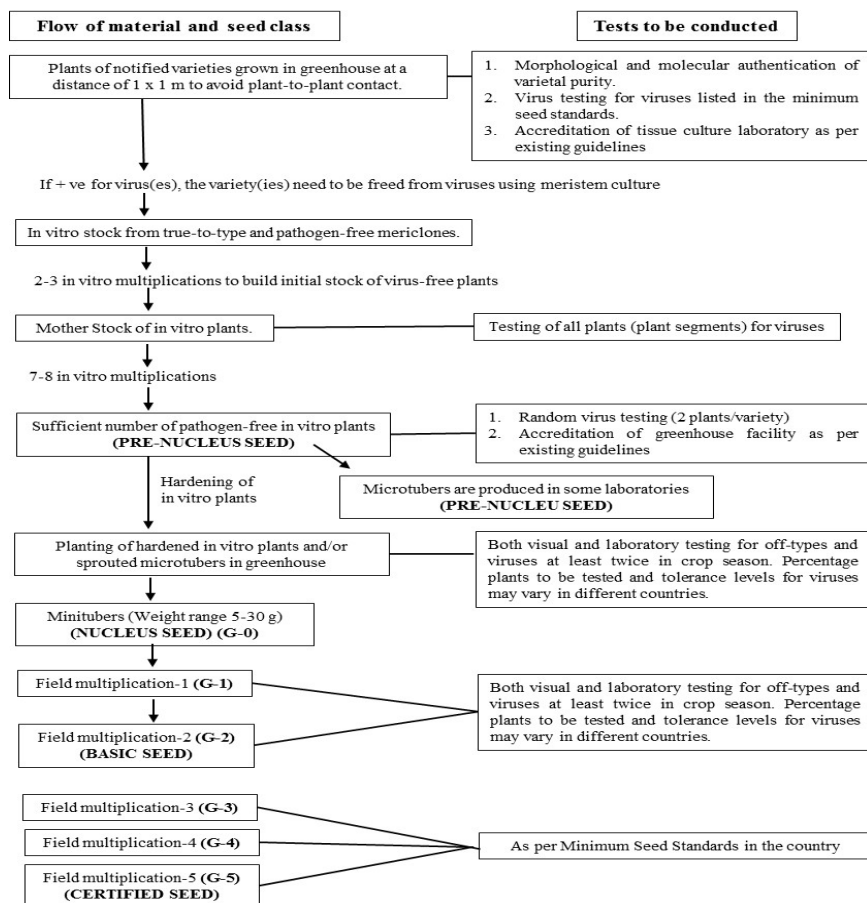 Flow of material and seed class
Tests to be conducted
Plants of notified varieties grown in greenhouse at a
distance of 1 x 1 m to avoid plant-to-plant contact.
1. Morphological and molecular authentication of
varietal purity.
2. Virus testing for viruses listed in the minimum
seed standards.
3. Accreditation of tissue culture laboratory as per
existing guidelines
If + ve for virus(es), the variety(ies) need to be freed from viruses using meristem culture
In vitro stock from true-to-type and pathogen-free mericlones.
2-3 in vitro multiplications to build initial stock of virus-free plants
Mother Stock of in vitro plants.
Testing of all plants (plant segments) for viruses
7-8 in vitro multiplications
Sufficient number of pathogen-free in vitro plants
(PRE-NUCLEUS SEED)
1. Random virus testing (2 plants/variety)
2. Accreditation of greenhouse facility as per
existing guidelines
Hardening of
in vitro plants
Microtubers are produced in some laboratories
(PRE-NUCLEU SEED)
Planting of hardened in vitro plants and/or
sprouted microtubers in greenhouse
Both visual and laboratory testing for off-types and
viruses at least twice in crop season. Percentage
plants to be tested and tolerance levels for viruses
may vary in different countries.
Minitubers (Weight range 5-30 g)
(NUCLEUS SEED) (G-0)
Field multiplication-1 (G-1)
Field multiplication-2 (G-2)
(BASIC SEED)
Both visual and laboratory testing for off-types and
viruses at least twice in crop season. Percentage
plants to be tested and tolerance levels for viruses
may vary in different countries.
Field multiplication-3 (G-3)
Field multiplication-4 (G-4)
Field multiplication-5 (G-5)
(CERTIFIED SEED)
As per Minimum Seed Standards in the country